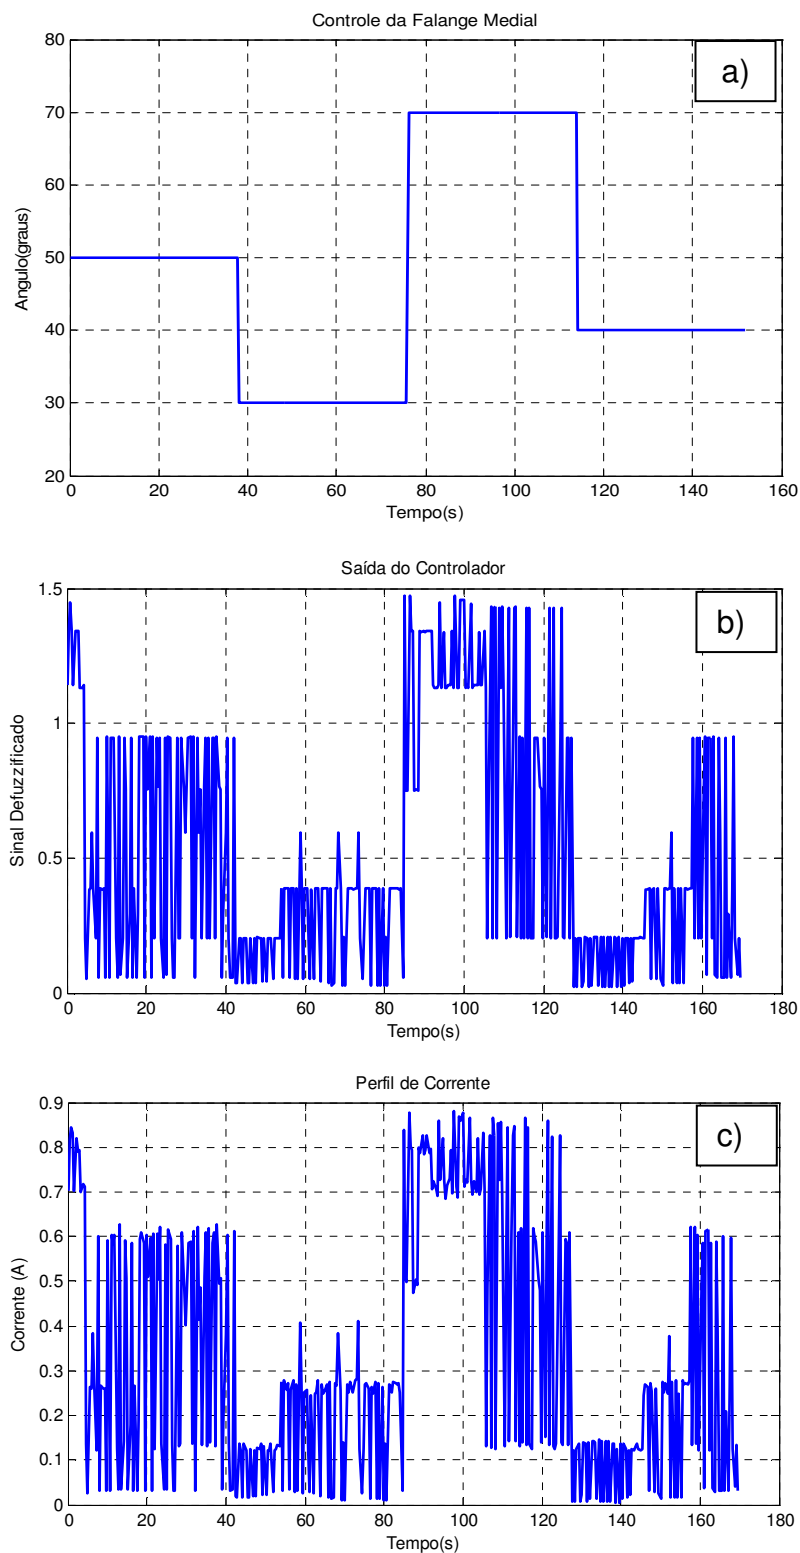 Controle da Falange Medial
a)
80
70
60
50
40
30
20
Angulo(graus)
0 20 40 60 80 100 120 140 160
Tempo(s)
Saída do Controlador
b)
1.5
1
0.5
0
Sinal Defuzzificado
0 20 40 60 80 100 120 140 160 180
Tempo(s)
Perfil de Corrente
c)
0.9
0.8
0.7
0.6
0.5
0.4
0.3
0.2
0.1
0
Corrente (A)
0 20 40 60 80 100 120 140 160 180
Tempo(s)